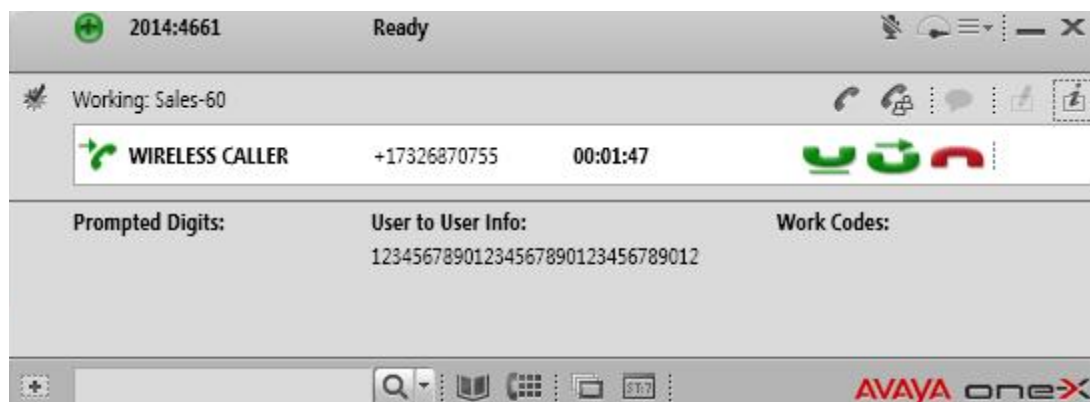 2014:4661 Ready
Working: Sales-60
WIRELESS CALLER +17326870755 00:01:47
Prompted Digits: User to User Info: Work Codes:
12345678901234567890123456789012
AVAYA one-X